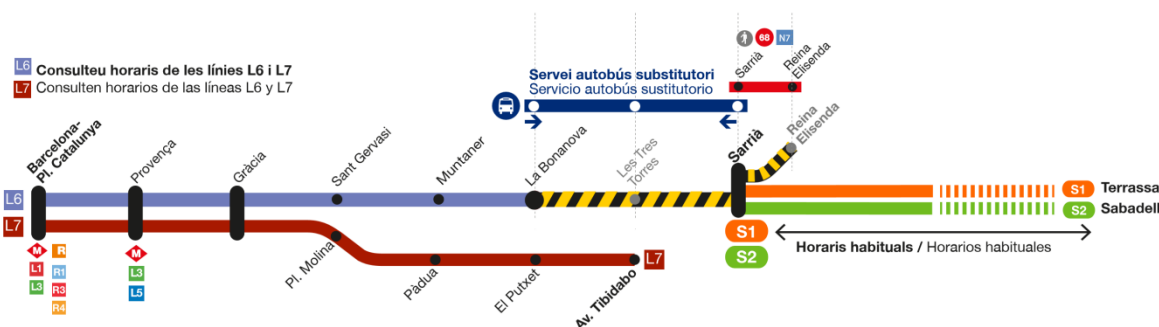 L6
Consulteu horaris de les línies L6 i L7
L7
Consulten horarios de las líneas L6 y L7
Servei autobús substitutori
Servicio autobús sustitutorio
68
N7
Sarrià
Reina
Elisenda
Barcelona-
Pl. Catalunya
Provença
Gràcia
Sant Gervasi
Muntaner
La Bonanova
Les Tres
Torres
Sarrià
Reina
Elisenda
L6
L7
S1
Terrassa
S2
Sabadell
S1
S2
Horaris habituals / Horarios habituales
Pl. Molina
Pàdua
El Putxet
Av. Tibidabo
L7
M
R
L1
R1
L3
R3
R4
M
L3
L5